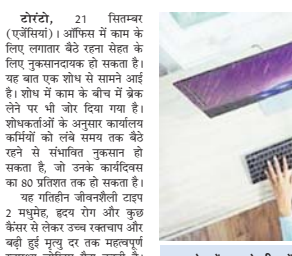 टोरंटो, 21 सितम्बर
(एजेंसियां)। ऑफिस में काम के
लिए लगातार बैठे रहना सेहत के
लिए नुकसानदायक हो सकता है।
यह बात एक शोध से सामने आई
है। शोध में काम के बीच में ब्रेक
लेने पर भी जोर दिया गया है।
शोधकर्ताओं के अनुसार कार्यालय
कर्मियों को लंबे समय तक बैठे
रहने से संभावित नुकसान हो
सकता है, जो उनके कार्यदिवस
का 80 प्रतिशत तक हो सकता है।
यह गतिहीन जीवनशैली टाइप
2 मधुमेह, हृदय रोग और कुछ
कैंसर से लेकर उच्च रक्तचाप और
बढ़ी हुई मृत्यु दर तक महत्वपूर्ण